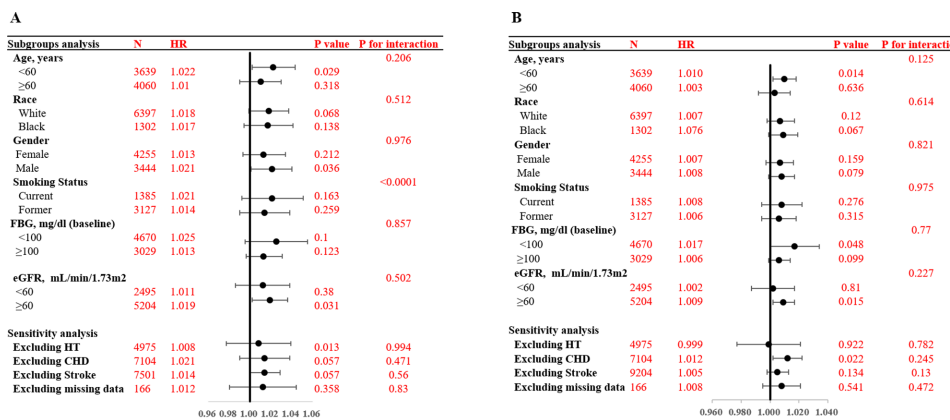 A
Subgroups analysis N HR P value P for interaction
Age, years 0.206
<60 3639 1.022 0.029
≥60 4060 1.01 0.318
Race 0.512
White 6397 1.018 0.068
Black 1302 1.017 0.138
Gender 0.976
Female 4255 1.013 0.212
Male 3444 1.021 0.036
Smoking Status <0.0001
Current 1385 1.021 0.163
Former 3127 1.014 0.259
FBG, mg/dl (baseline) 0.857
<100 4670 1.025 0.1
≥100 3029 1.013 0.123
eGFR, mL/min/1.73m2 0.502
<60 2495 1.011 0.38
≥60 5204 1.019 0.031
Sensitivity analysis
Excluding HT 4975 1.008 0.013 0.994
Excluding CHD 7104 1.021 0.057 0.471
Excluding Stroke 7501 1.014 0.057 0.56
Excluding missing data 166 1.012 0.358 0.83
0.96 0.98 1.00 1.02 1.04 1.06
B
Subgroups analysis N HR P value P for interactio
Age, years 0.125
<60 3639 1.010 0.014
≥60 4060 1.003 0.636
Race 0.614
White 6397 1.007 0.12
Black 1302 1.076 0.067
Gender 0.821
Female 4255 1.007 0.159
Male 3444 1.008 0.079
Smoking Status 0.975
Current 1385 1.008 0.276
Former 3127 1.006 0.315
FBG, mg/dl (baseline) 0.77
<100 4670 1.017 0.048
≥100 3029 1.006 0.099
eGFR, mL/min/1.73m2 0.227
<60 2495 1.002 0.81
≥60 5204 1.009 0.015
Sensitivity analysis
Excluding HT 4975 0.999 0.922 0.782
Excluding CHD 7104 1.012 0.022 0.245
Excluding Stroke 9204 1.005 0.134 0.13
Excluding missing data 166 1.008 0.541 0.472
0.960 0.980 1.000 1.020 1.040